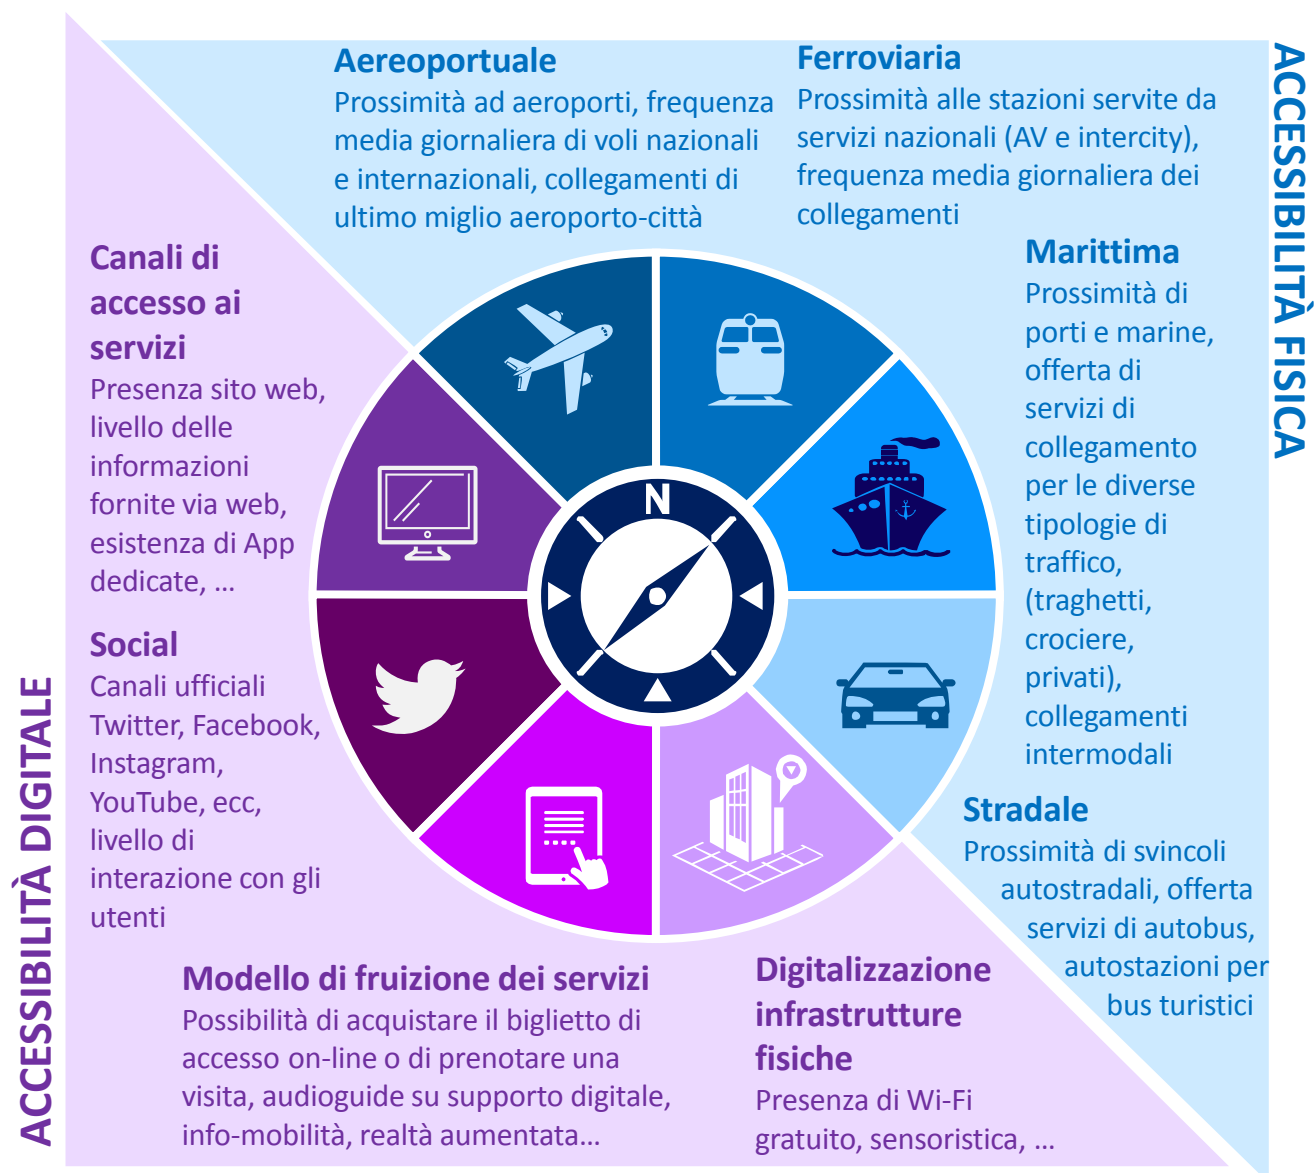 Aereoportuale
Prossimità ad aeroporti, frequenza
media giornaliera di voli nazionali
e internazionali, collegamenti di
ultimo miglio aeroporto-città
Ferroviaria
Prossimità alle stazioni servite da
servizi nazionali (AV e intercity),
frequenza media giornaliera dei
collegamenti
ACCESSIBILITÀ FISICA
Marittima
Prossimità di
porti e marine,
offerta di
servizi di
collegamento
per le diverse
tipologie di
traffico,
(traghetti,
crociere,
privati),
collegamenti
intermodali
Stradale
Prossimità di svincoli
autostradali, offerta
servizi di autobus,
autostazioni per
bus turistici
N
Canali di
accesso ai
servizi
Presenza sito web,
livello delle
informazioni
fornite via web,
esistenza di App
dedicate, ...
Social
Canali ufficiali
Twitter, Facebook,
Instagram,
YouTube, ecc,
livello di
interazione con gli
utenti
ACCESSIBILITÀ DIGITALE
Modello di fruizione dei servizi
Possibilità di acquistare il biglietto di
accesso on-line o di prenotare una
visita, audioguide su supporto digitale,
info-mobilità, realtà aumentata...
Digitalizzazione
infrastrutture
fisiche
Presenza di Wi-Fi
gratuito, sensoristica, ...